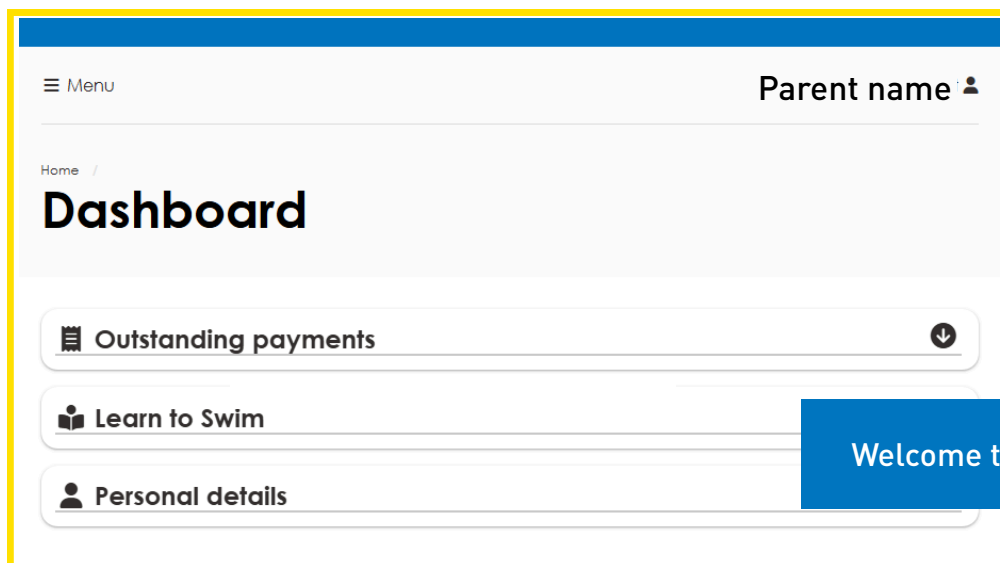 Menu
Parent name
Home /
Dashboard
Outstanding payments
Learn to Swim
Personal details
Welcome t